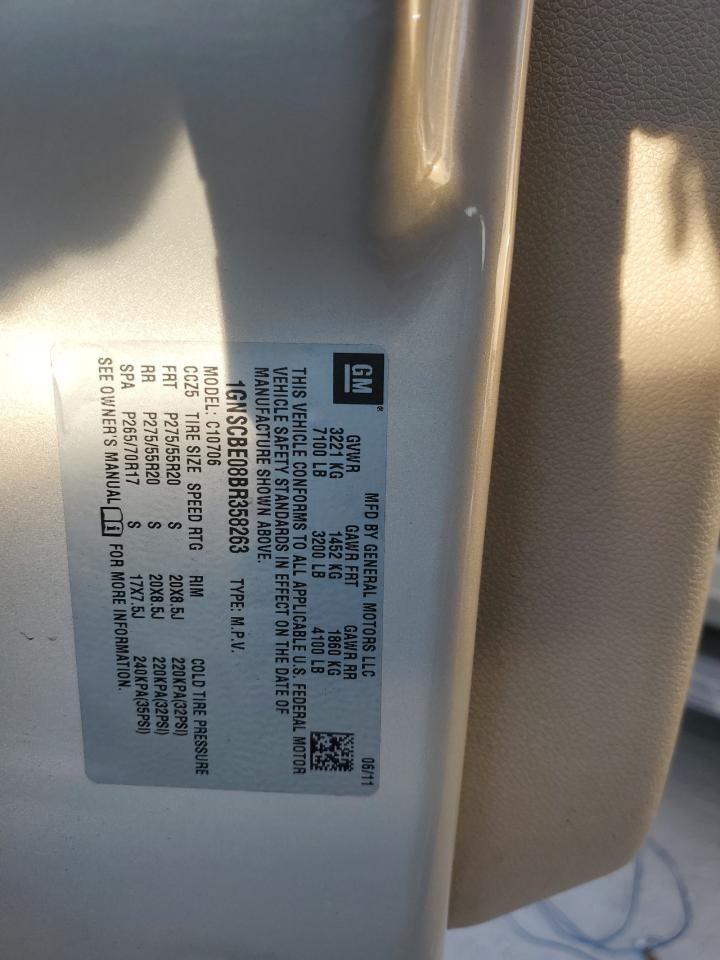 GM®
MFD BY GENERAL MOTORS LLC 06/11
GVWR GAWR FRT GAWR RR
3221 KG 1452 KG 1860 KG
7100 LB 3200 LB 4100 LB
THIS VEHICLE CONFORMS TO ALL APPLICABLE U.S. FEDERAL MOTOR
VEHICLE SAFETY STANDARDS IN EFFECT ON THE DATE OF
MANUFACTURE SHOWN ABOVE.
1GNSCBE08BR358263 TYPE: M.P.V.
MODEL: C10706
CCZ5 TIRE SIZE SPEED RTG RIM COLD TIRE PRESSURE
FRT P275/55R20 S 20X8.5J 220KPA(32PSI)
RR P275/55R20 S 20X8.5J 220KPA(32PSI)
SPA P265/70R17 S 17X7.5J 240KPA(35PSI)
SEE OWNER'S MANUAL i FOR MORE INFORMATION.